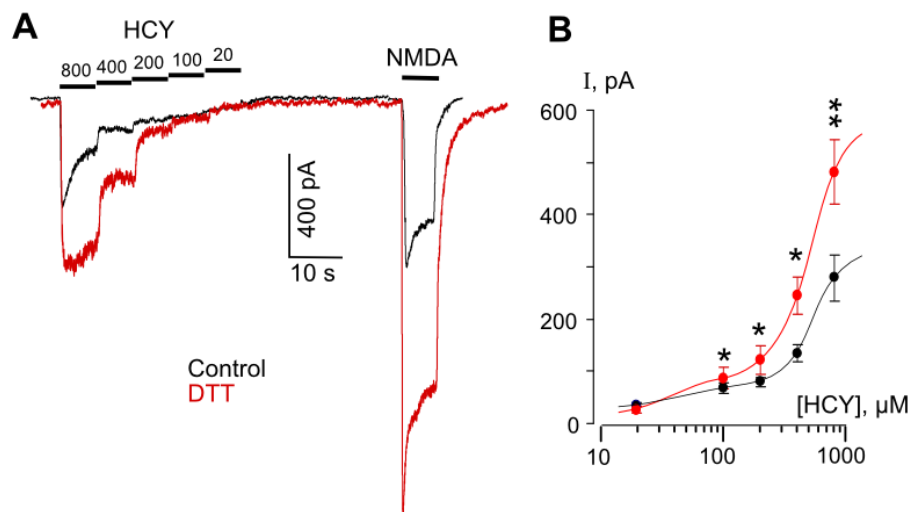 A
HCY
800 400 200 100 20
NMDA
400 pA
10 s
Control
DTT
B
I, pA
600
400
200
0
10 100 1000
[HCY], µM
*
*
*
**